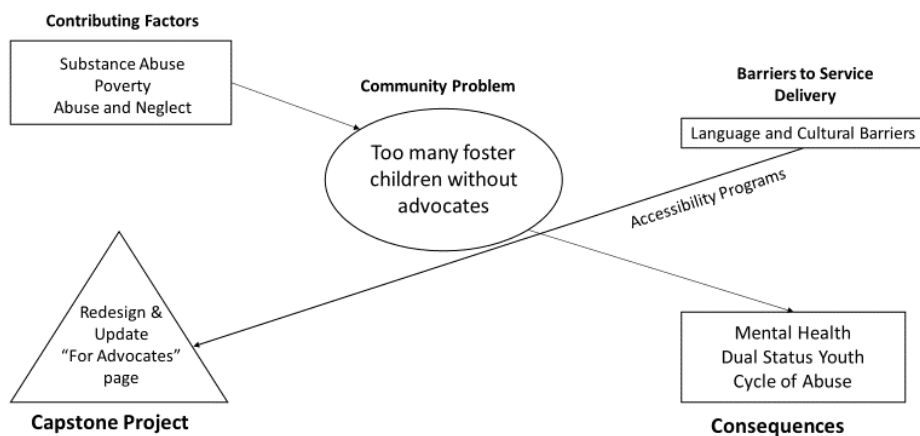 Contributing Factors
Substance Abuse
Poverty
Abuse and Neglect
Community Problem
Too many foster
children without
advocates
Barriers to Service
Delivery
Language and Cultural Barriers
Accessibility Programs
Redesign &
Update
“For Advocates”
page
Capstone Project
Mental Health
Dual Status Youth
Cycle of Abuse
Consequences